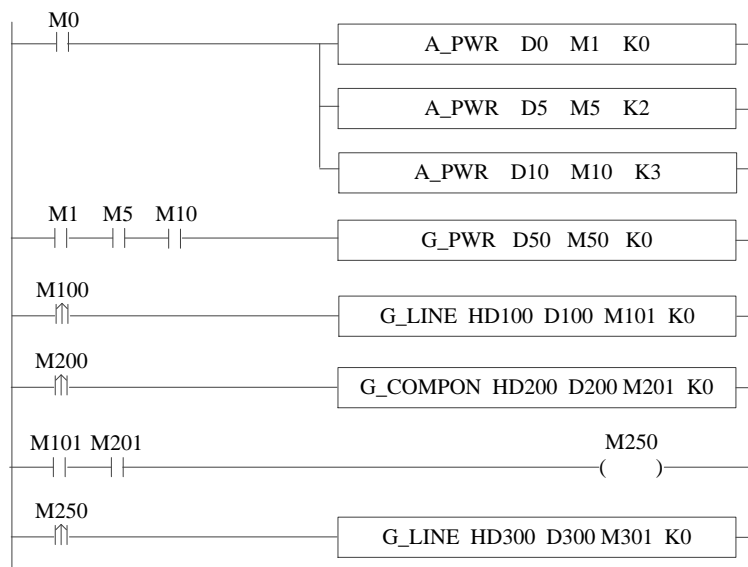 M0
A_PWR D0 M1 K0
A_PWR D5 M5 K2
A_PWR D10 M10 K3
M1 M5 M10
G_PWR D50 M50 K0
M100
G_LINE HD100 D100 M101 K0
M200
G_COMPON HD200 D200 M201 K0
M101 M201
M250
( )
M250
G_LINE HD300 D300 M301 K0